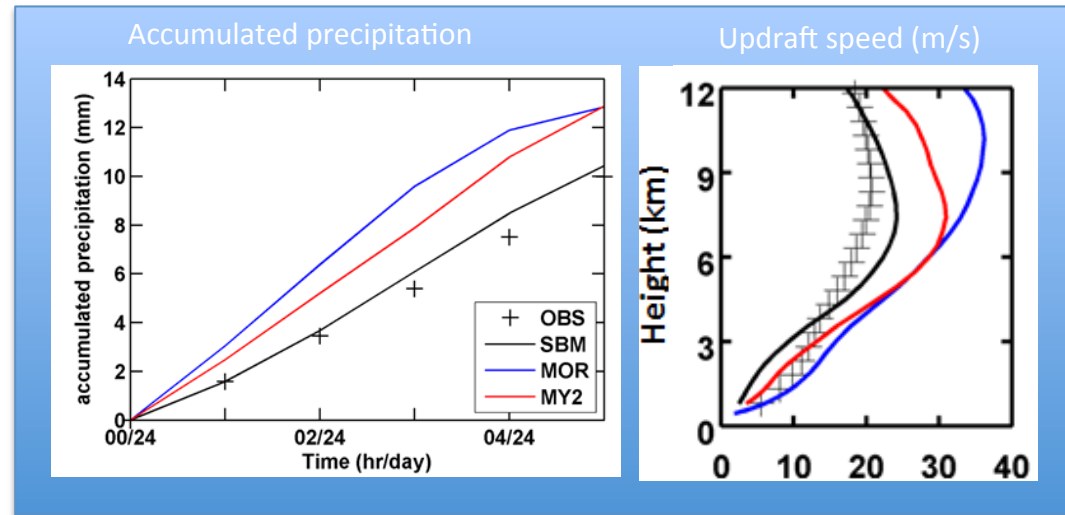 Accumulated precipitation
Updraft speed (m/s)
14
12
10
8
6
4
2
0
accumulated precipitation (mm)
00/24
02/24
04/24
Time (hr/day)
OBS
SBM
MOR
MY2
12
9
6
3
0
Height (km)
0
10
20
30
40